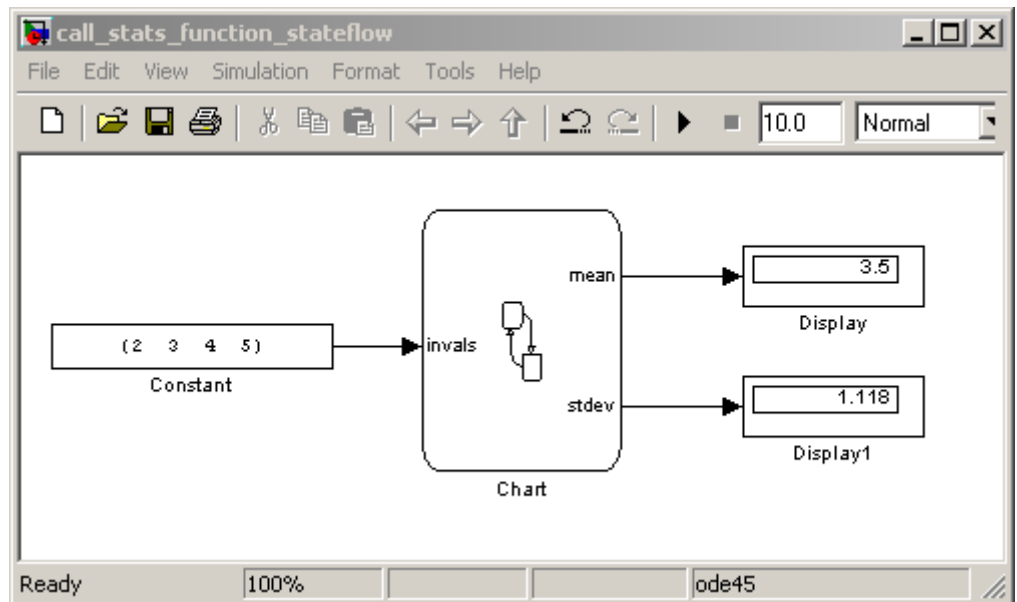 call_stats_function_stateflow
File Edit View Simulation Format Tools Help
10.0 Normal
mean
3.5
Display
(2 3 4 5)
invals
Constant
stdev
1.118
Display1
Chart
Ready 100% ode45